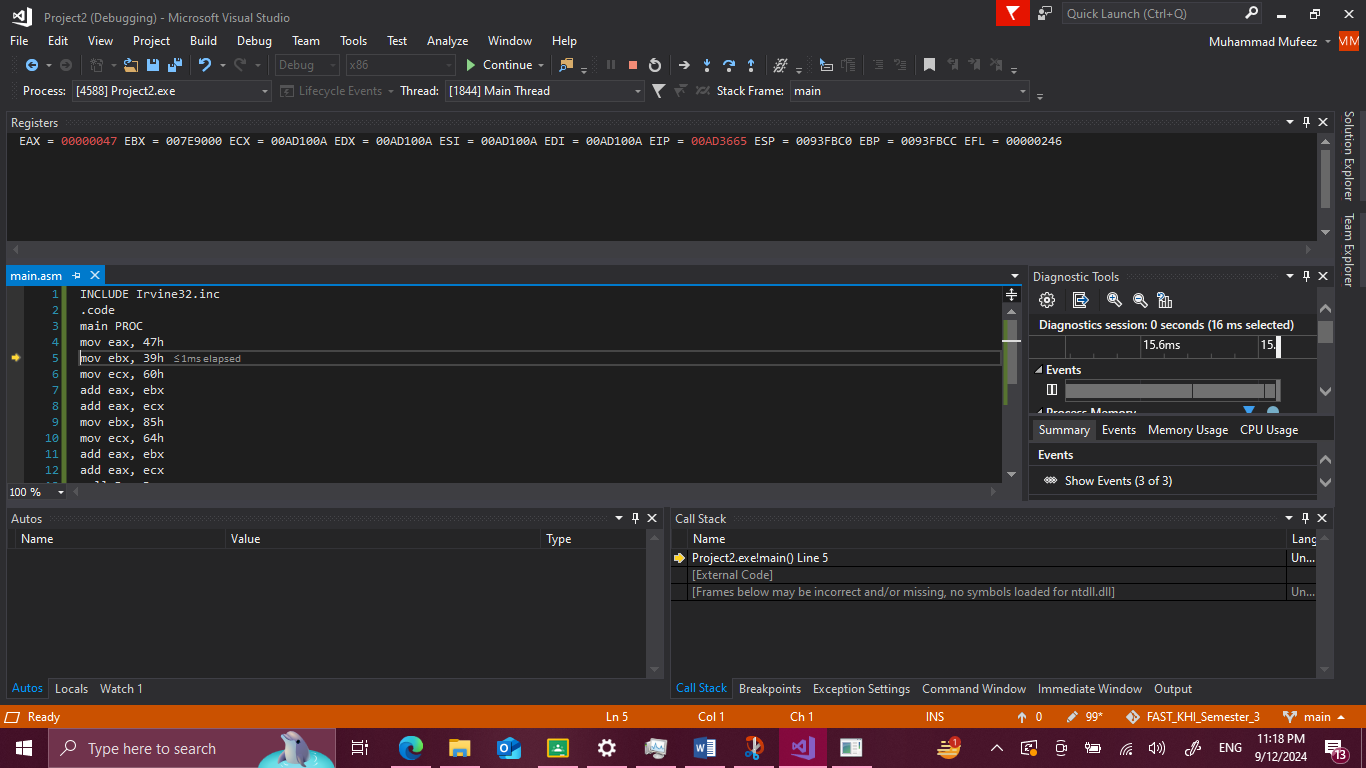 Project2 (Debugging) - Microsoft Visual Studio
Quick Launch (Ctrl+Q)
File Edit View Project Build Debug Team Tools Test Analyze Window Help
Muhammad Mufeez
MM
Debug x86 Continue
Process: [4588] Project2.exe Lifecycle Events Thread: [1844] Main Thread Stack Frame: main
Registers
EAX = 00000047 EBX = 007E9000 ECX = 00AD100A EDX = 00AD100A ESI = 00AD100A EDI = 00AD100A EIP = 00AD3665 ESP = 0093FBC0 EBP = 0093FBCC EFL = 00000246
Solution Explorer
Team Explorer
main.asm
1 INCLUDE Irvine32.inc
2 .code
3 main PROC
4 mov eax, 47h
5 mov ebx, 39h ≤1ms elapsed
6 mov ecx, 60h
7 add eax, ebx
8 add eax, ecx
9 mov ebx, 85h
10 mov ecx, 64h
11 add eax, ebx
12 add eax, ecx
100 %
Diagnostic Tools
Diagnostics session: 0 seconds (16 ms selected)
15.6ms 15.
Events
Process Memory
Summary Events Memory Usage CPU Usage
Events
Show Events (3 of 3)
Autos
Name Value Type
Autos Locals Watch 1
Call Stack
Name Lang
Project2.exe!main() Line 5 Un...
[External Code]
[Frames below may be incorrect and/or missing, no symbols loaded for ntdll.dll] Un...
Call Stack Breakpoints Exception Settings Command Window Immediate Window Output
Ready Ln 5 Col 1 Ch 1 INS 0 99* FAST_KHI_Semester_3 main
Type here to search
1
ENG
11:18 PM
9/12/2024
13